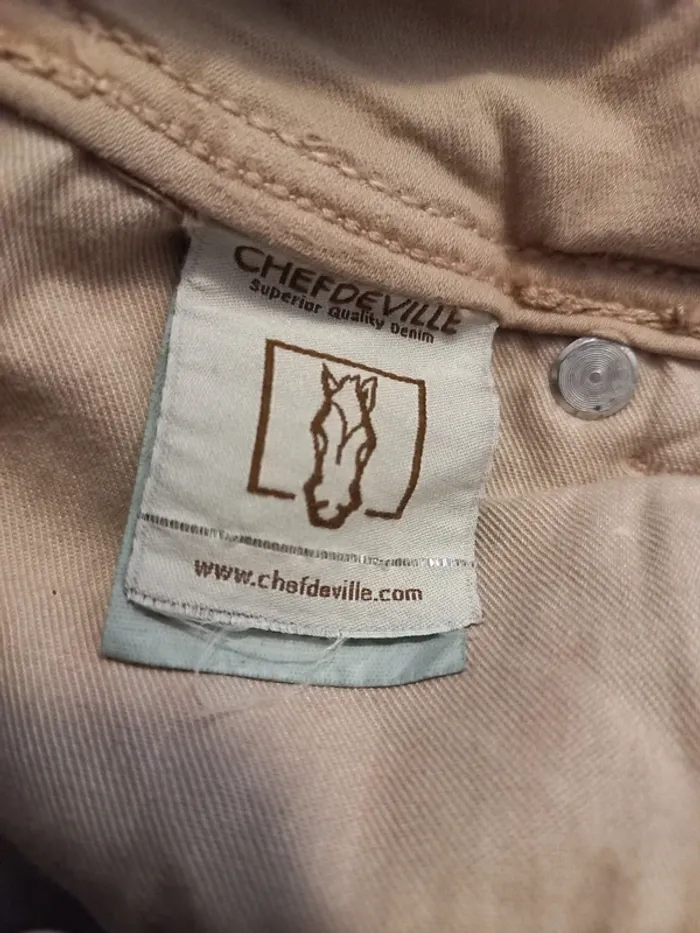 CHEFDEVILLE
Superior Quality Denim
www.chefdeville.com